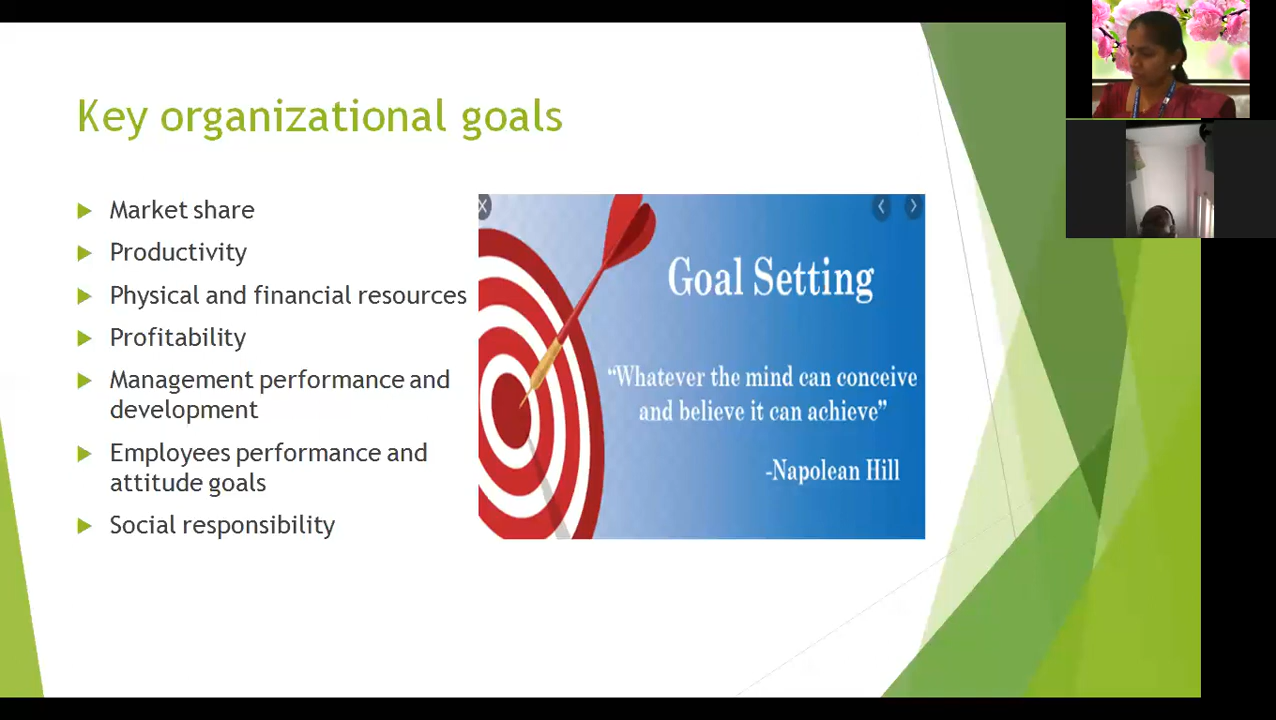 Key organizational goals
Market share
Productivity
Physical and financial resources
Profitability
Management performance and
development
Employees performance and
attitude goals
Social responsibility
Goal Setting
“Whatever the mind can conceive
and believe it can achieve”
-Napolean Hill